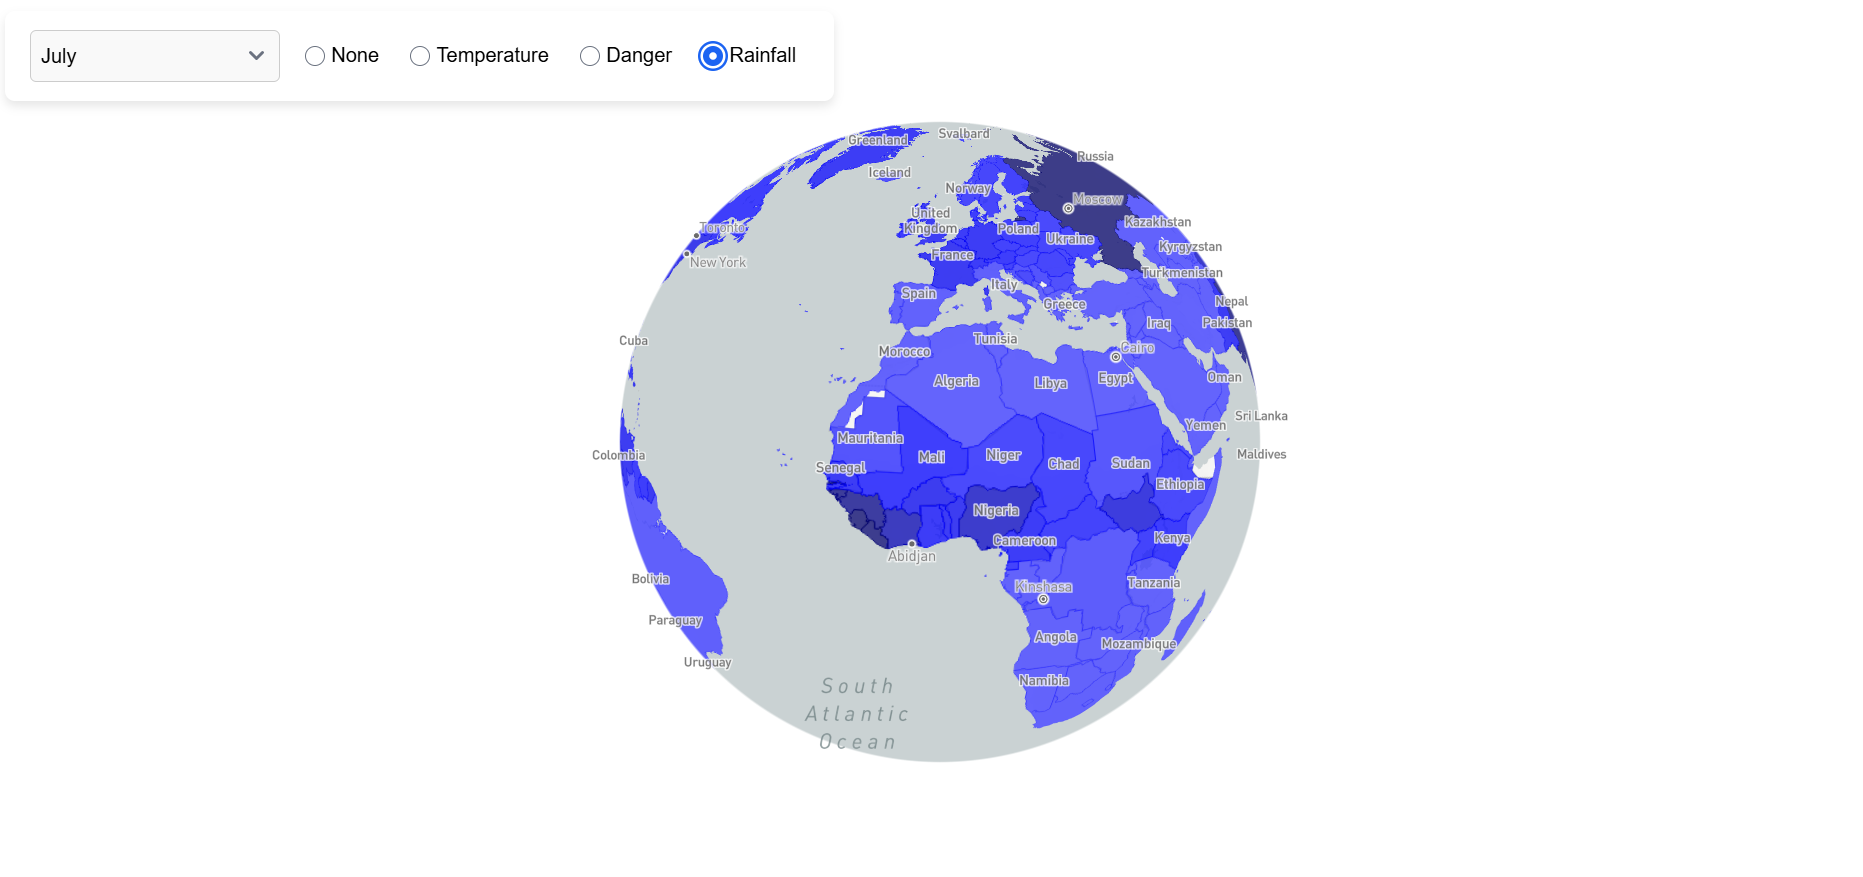 July
None
Temperature
Danger
Rainfall
Greenland
Svalbard
Russia
Iceland
Norway
Moscow
United
Kingdom
Poland
Ukraine
Kazakhstan
Toronto
France
Kyrgyzstan
New York
Turkmenistan
Spain
Italy
Greece
Nepal
Iraq
Pakistan
Cuba
Tunisia
Morocco
Cairo
Algeria
Libya
Egypt
Oman
Sri Lanka
Yemen
Mauritania
Colombia
Mali
Niger
Chad
Sudan
Maldives
Senegal
Ethiopia
Nigeria
Cameroon
Kenya
Abidjan
Bolivia
Kinshasa
Tanzania
Paraguay
Angola
Mozambique
Uruguay
Namibia
South
Atlantic
Ocean